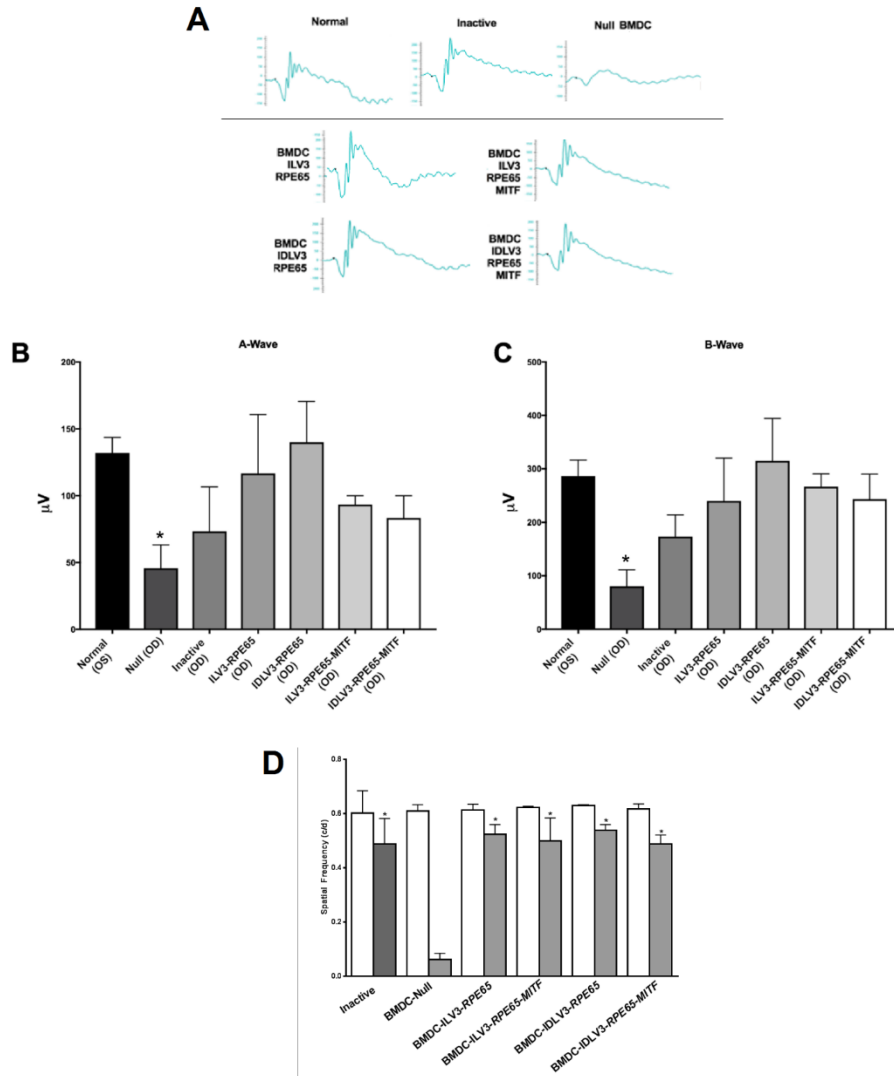 A
Normal
Inactive
Null BMDC
BMDC
ILV3
RPE65
BMDC
ILV3
RPE65
MITF
BMDC
IDLV3
RPE65
BMDC
IDLV3
RPE65
MITF
B
A-Wave
200
150
100
50
0
µV
*
Normal (OS)
Null (OD)
Inactive (OD)
ILV3-RPE65 (OD)
IDLV3-RPE65 (OD)
ILV3-RPE65-MITF (OD)
IDLV3-RPE65-MITF (OD)
C
B-Wave
500
400
300
200
100
0
µV
*
Normal (OS)
Null (OD)
Inactive (OD)
ILV3-RPE65 (OD)
IDLV3-RPE65 (OD)
ILV3-RPE65-MITF (OD)
IDLV3-RPE65-MITF (OD)
D
0.8
0.6
0.4
0.2
0.0
Spatial Frequency (c/d)
* * * * *
Inactive
BMDC-Null
BMDC-ILV3-RPE65
BMDC-ILV3-RPE65-MITF
BMDC-IDLV3-RPE65
BMDC-IDLV3-RPE65-MITF